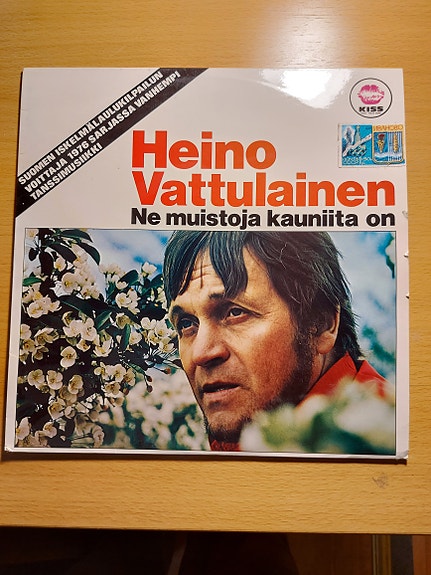 SUOMEN ISKELMÄLAULUKILPAILUN
VOITTAJA 1976 SARJASSA VANHEMPI
TANSSIMUSIIKKI
KISS
Heino
Vattulainen
Ne muistoja kauniita on